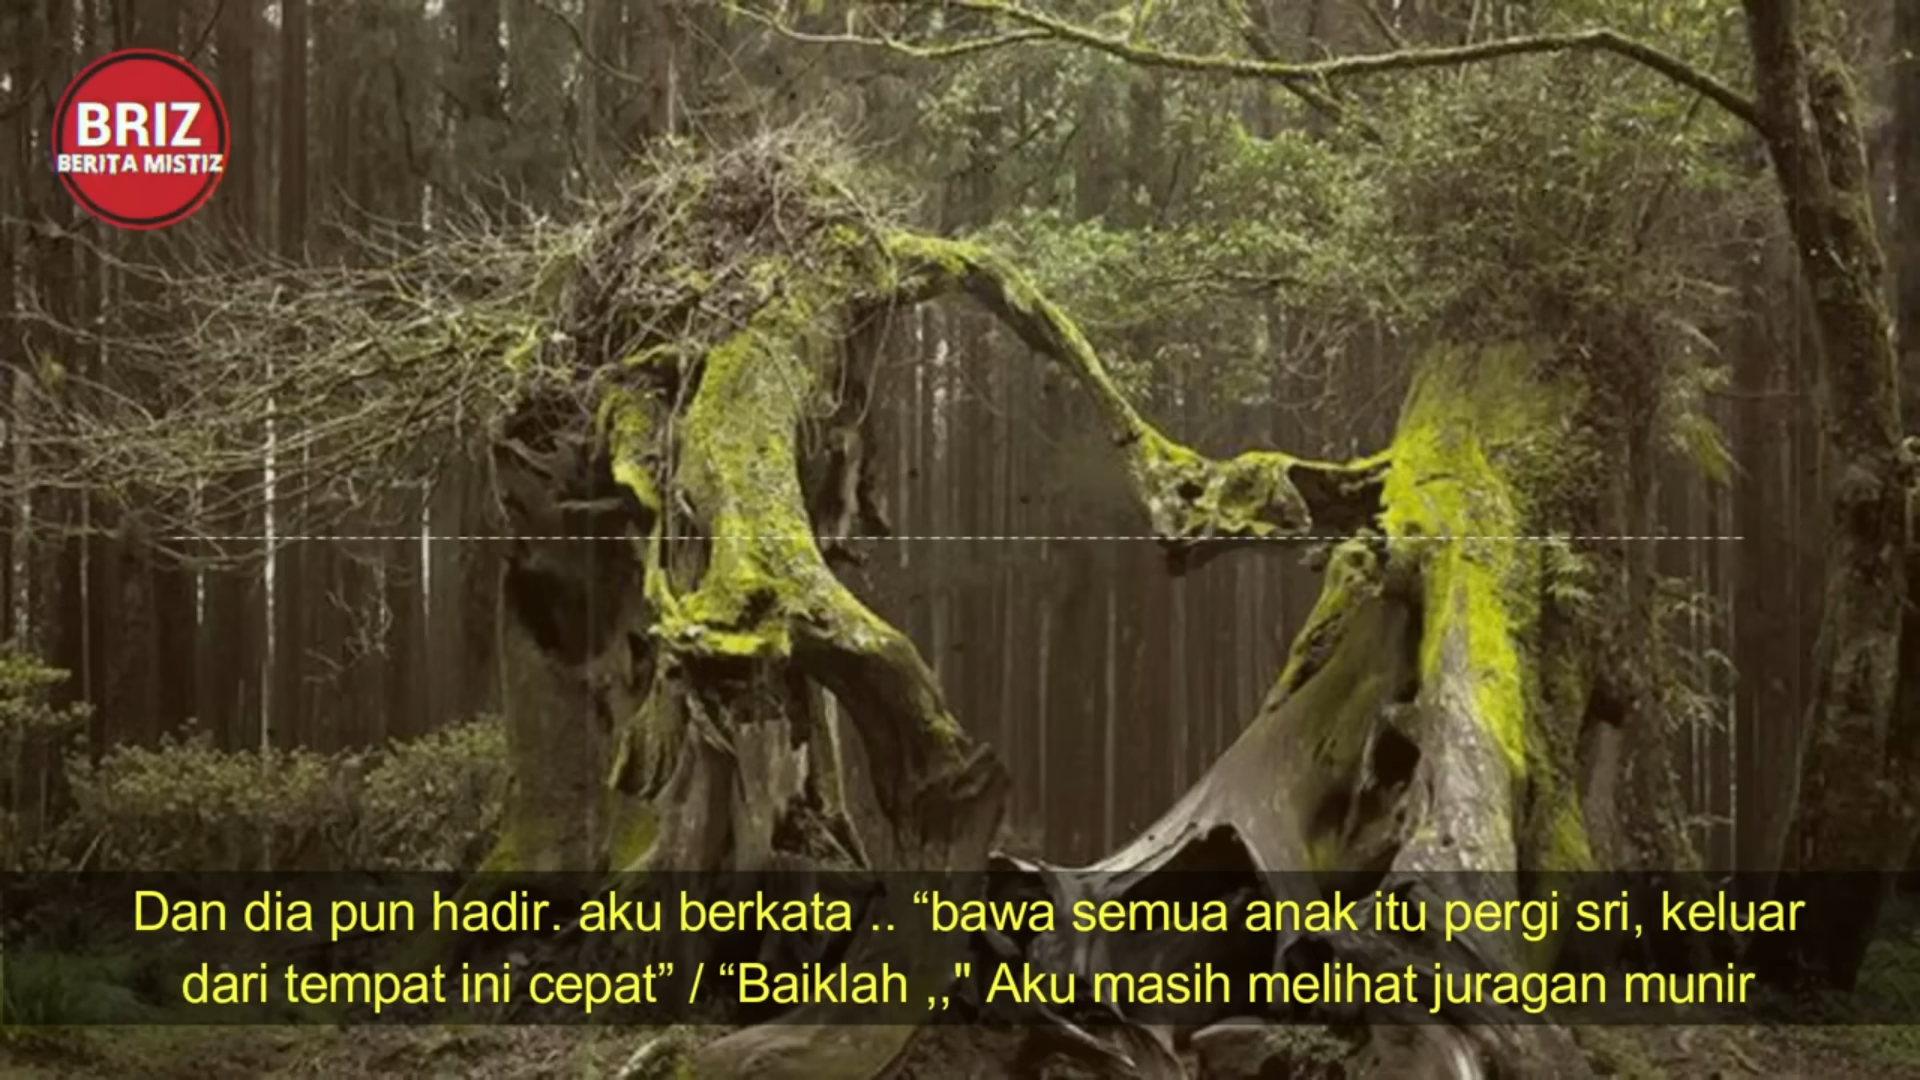 BRIZ
BERITA MISTIZ
Dan dia pun hadir. aku berkata .. “bawa semua anak itu pergi sri, keluar
dari tempat ini cepat” / “Baiklah ,," Aku masih melihat juragan munir